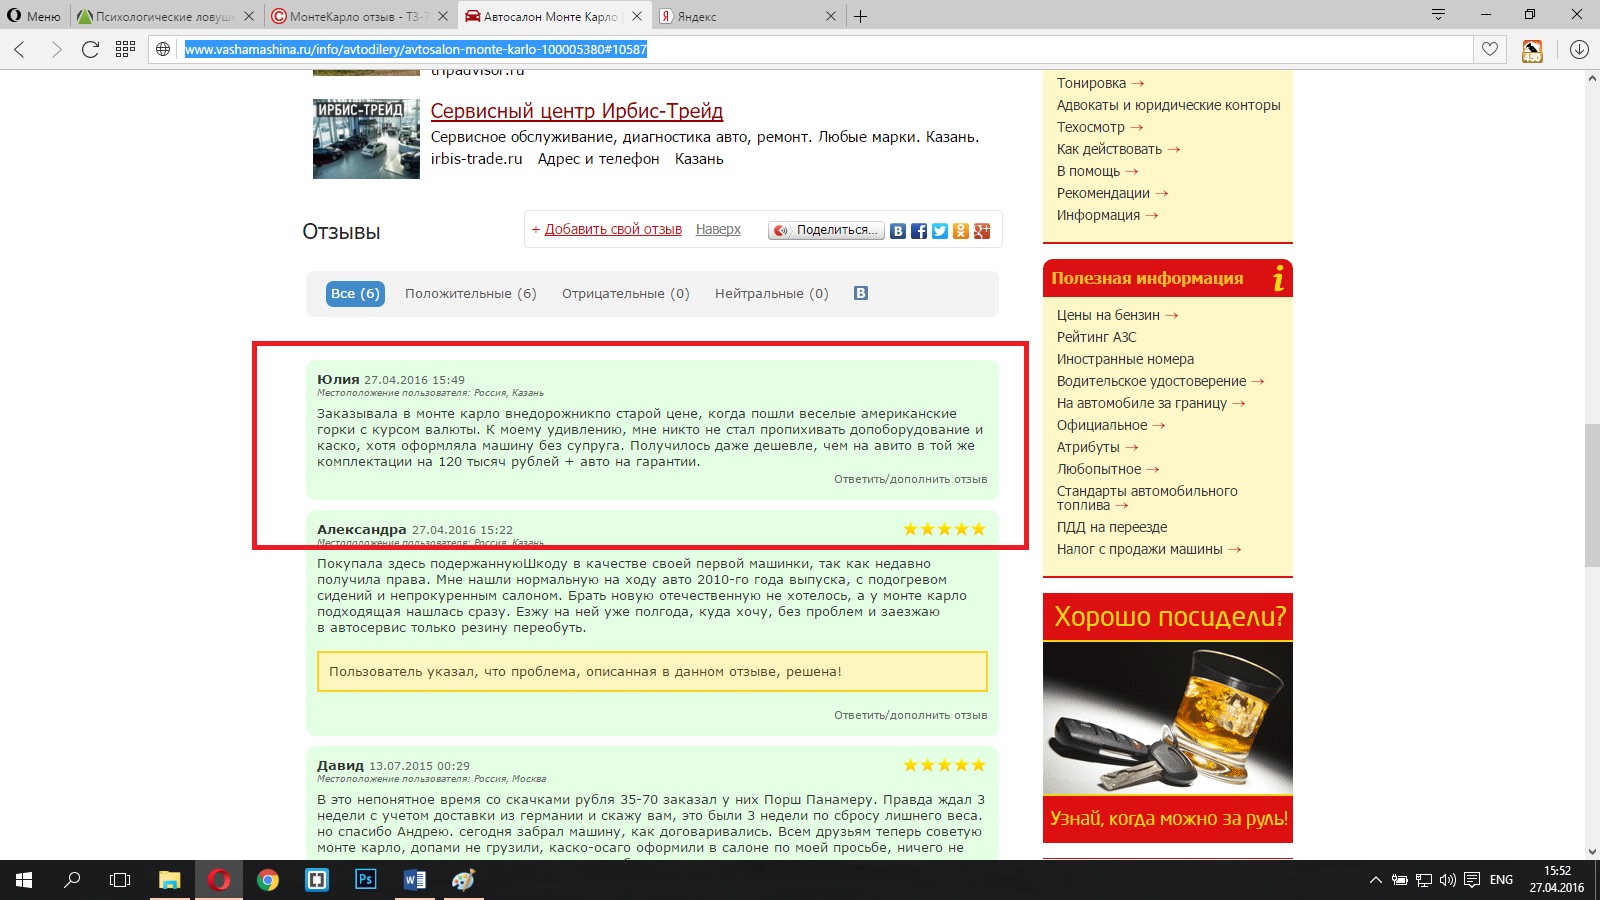 Меню
Психологические ловушк
МонтеКарло отзыв - ТЗ-7
Автосалон Монте Карло
Яндекс
www.vashamashina.ru/info/avtodilery/avtosalon-monte-karlo-100005380#10587
450
tripadvisor.ru
ИРБИС-ТРЕЙД
Сервисный центр Ирбис-Трейд
Сервисное обслуживание, диагностика авто, ремонт. Любые марки. Казань.
irbis-trade.ru Адрес и телефон Казань
Отзывы
+ Добавить свой отзыв Наверх Поделиться...
Все (6) Положительные (6) Отрицательные (0) Нейтральные (0)
Юлия 27.04.2016 15:49
Местоположение пользователя: Россия, Казань
Заказывала в монте карло внедорожникпо старой цене, когда пошли веселые американские
горки с курсом валюты. К моему удивлению, мне никто не стал пропихивать допоборудование и
каско, хотя оформляла машину без супруга. Получилось даже дешевле, чем на авито в той же
комплектации на 120 тысяч рублей + авто на гарантии.
Ответить/дополнить отзыв
Александра 27.04.2016 15:22
Местоположение пользователя: Россия, Казань
Покупала здесь подержаннуюШкоду в качестве своей первой машинки, так как недавно
получила права. Мне нашли нормальную на ходу авто 2010-го года выпуска, с подогревом
сидений и непрокуренным салоном. Брать новую отечественную не хотелось, а у монте карло
подходящая нашлась сразу. Езжу на ней уже полгода, куда хочу, без проблем и заезжаю
в автосервис только резину переобуть.
Пользователь указал, что проблема, описанная в данном отзыве, решена!
Ответить/дополнить отзыв
Давид 13.07.2015 00:29
Местоположение пользователя: Россия, Москва
В это непонятное время со скачками рубля 35-70 заказал у них Порш Панамеру. Правда ждал 3
недели с учетом доставки из германии и скажу вам, это были 3 недели по сбросу лишнего веса.
но спасибо Андрею. сегодня забрал машину, как договаривались. Всем друзьям теперь советую
монте карло, допами не грузили, каско-осаго оформили в салоне по моей просьбе, ничего не
Тонировка →
Адвокаты и юридические конторы
Техосмотр →
Как действовать →
В помощь →
Рекомендации →
Информация →
Полезная информация
Цены на бензин →
Рейтинг АЗС
Иностранные номера
Водительское удостоверение →
На автомобиле за границу →
Официальное →
Атрибуты →
Любопытное →
Стандарты автомобильного
топлива →
ПДД на переезде
Налог с продажи машины →
Хорошо посидели?
Узнай, когда можно за руль!
Ps
ENG
15:52
27.04.2016